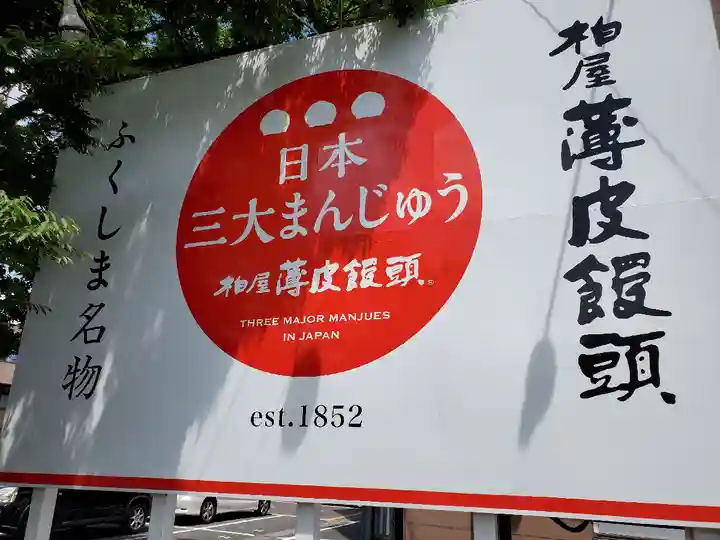 柏屋薄皮饅頭
日本
三大まんじゅう
柏屋薄皮饅頭®
THREE MAJOR MANJUES
IN JAPAN
est.1852
ふくしま名物